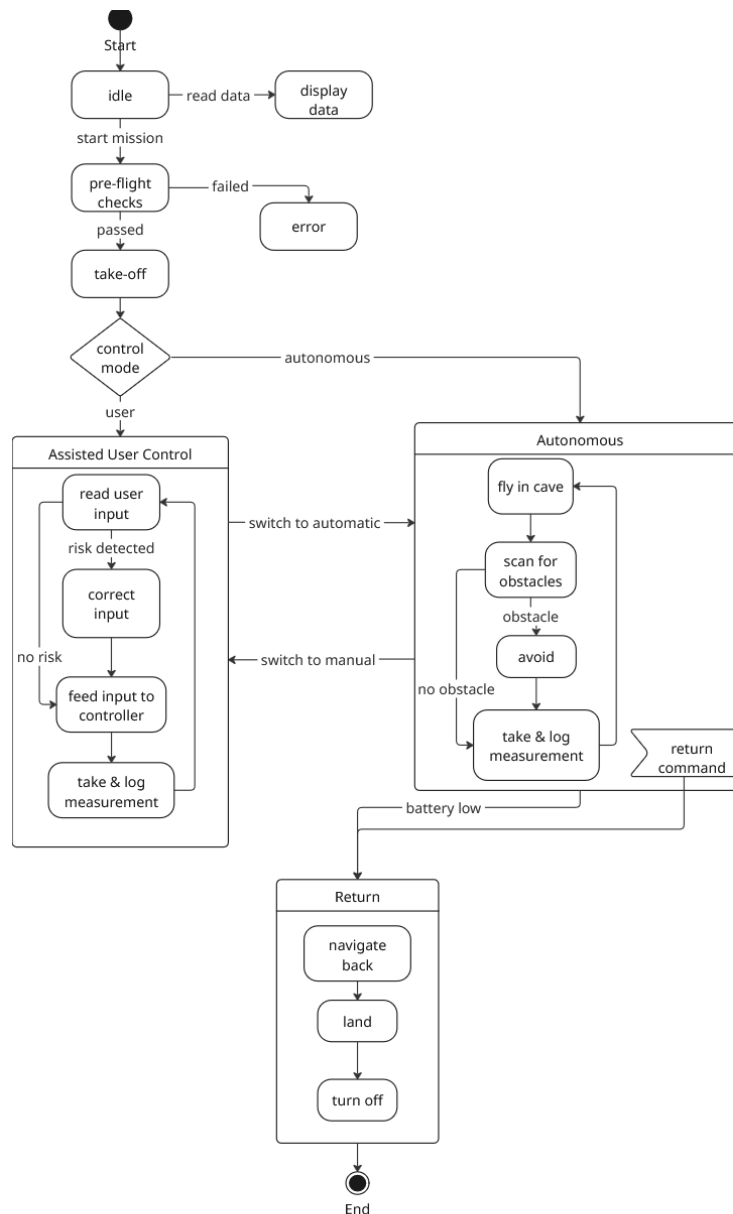 Start
idle
read data
display
data
start mission
pre-flight
checks
failed
error
passed
take-off
control
mode
autonomous
user
Assisted User Control
read user
input
risk detected
correct
input
no risk
feed input to
controller
take & log
measurement
switch to automatic
switch to manual
Autonomous
fly in cave
scan for
obstacles
obstacle
avoid
no obstacle
take & log
measurement
return
command
battery low
Return
navigate
back
land
turn off
End